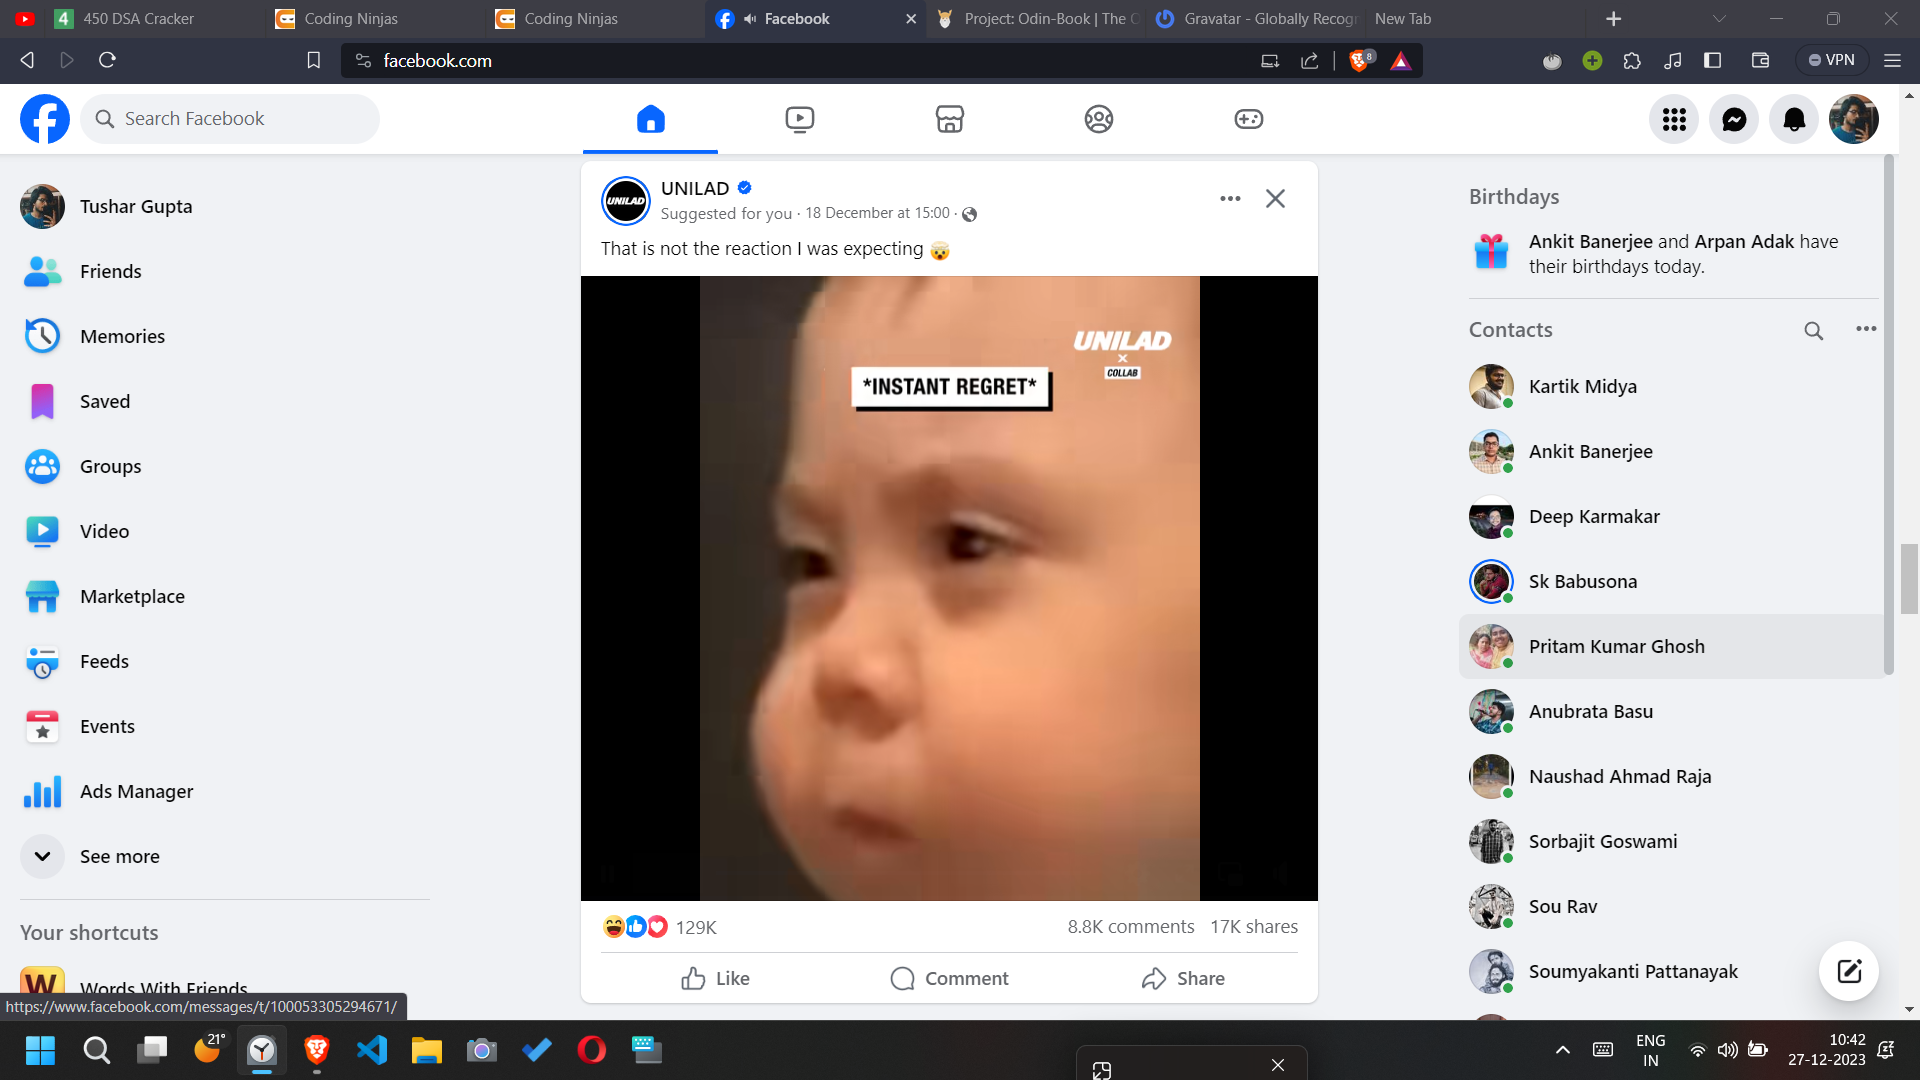 4 450 DSA Cracker
Coding Ninjas
Coding Ninjas
Facebook
Project: Odin-Book | The O
Gravatar - Globally Recogn
New Tab
facebook.com
8
VPN
Search Facebook
Tushar Gupta
Friends
Memories
Saved
Groups
Video
Marketplace
Feeds
Events
Ads Manager
See more
Your shortcuts
W Words With Friends
https://www.facebook.com/messages/t/100053305294671/
UNILAD
UNILAD
Suggested for you · 18 December at 15:00 ·
That is not the reaction I was expecting 🤯
UNILAD
×
COLLAB
*INSTANT REGRET*
129K
8.8K comments 17K shares
Like
Comment
Share
Birthdays
Ankit Banerjee and Arpan Adak have
their birthdays today.
Contacts
Kartik Midya
Ankit Banerjee
Deep Karmakar
Sk Babusona
Pritam Kumar Ghosh
Anubrata Basu
Naushad Ahmad Raja
Sorbajit Goswami
Sou Rav
Soumyakanti Pattanayak
21°
ENG
IN
10:42
27-12-2023